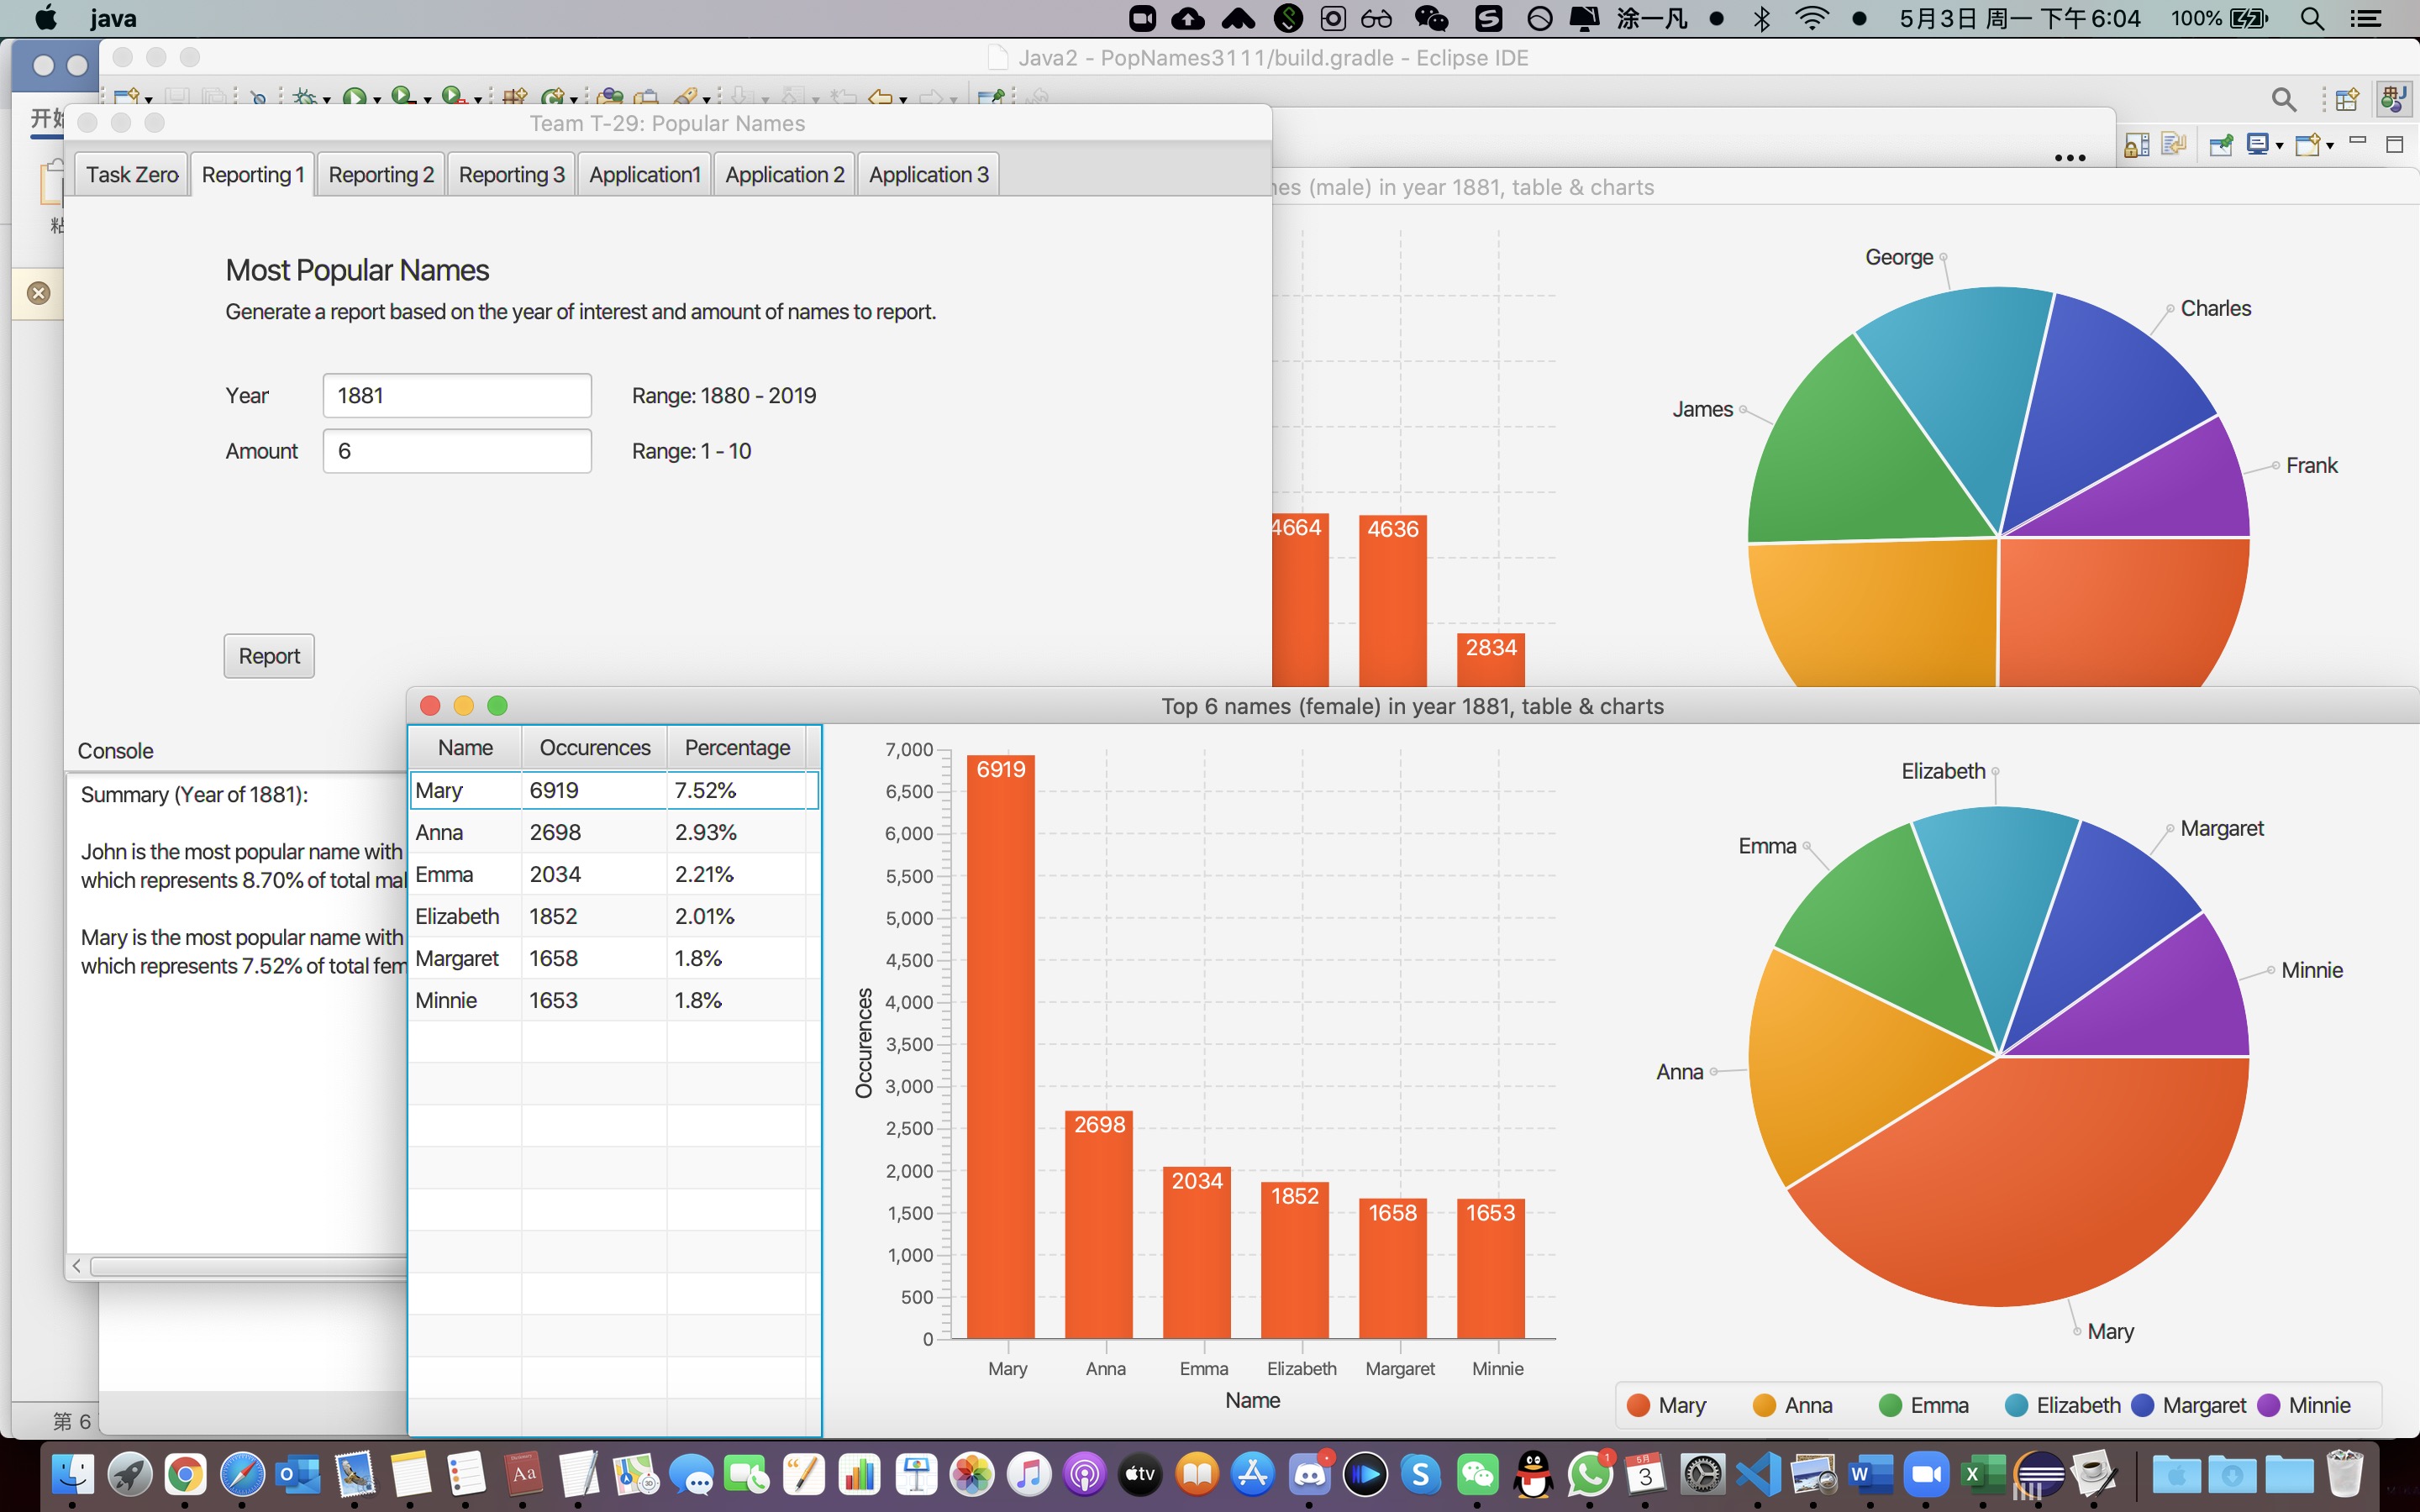 java
涂一凡
5月3日 周一 下午6:04
100%
Java2 - PopNames3111/build.gradle - Eclipse IDE
开始
粘
Team T-29: Popular Names
Task Zero
Reporting 1
Reporting 2
Reporting 3
Application1
Application 2
Application 3
(male) in year 1881, table & charts
Most Popular Names
Generate a report based on the year of interest and amount of names to report.
Year
1881
Range: 1880 - 2019
Amount
6
Range: 1 - 10
Report
4664
4636
2834
George
Charles
James
Frank
Console
Summary (Year of 1881):
John is the most popular name with
which represents 8.70% of total mal
Mary is the most popular name with
which represents 7.52% of total fem
Top 6 names (female) in year 1881, table & charts
Name Occurences Percentage
Mary 6919 7.52%
Anna 2698 2.93%
Emma 2034 2.21%
Elizabeth 1852 2.01%
Margaret 1658 1.8%
Minnie 1653 1.8%
Occurences
7,000
6,500
6,000
5,500
5,000
4,500
4,000
3,500
3,000
2,500
2,000
1,500
1,000
500
0
6919
2698
2034
1852
1658
1653
Mary Anna Emma Elizabeth Margaret Minnie
Name
Elizabeth
Margaret
Emma
Minnie
Anna
Mary
Mary Anna Emma Elizabeth Margaret Minnie
第 6
Aa
tv
5月
3
1